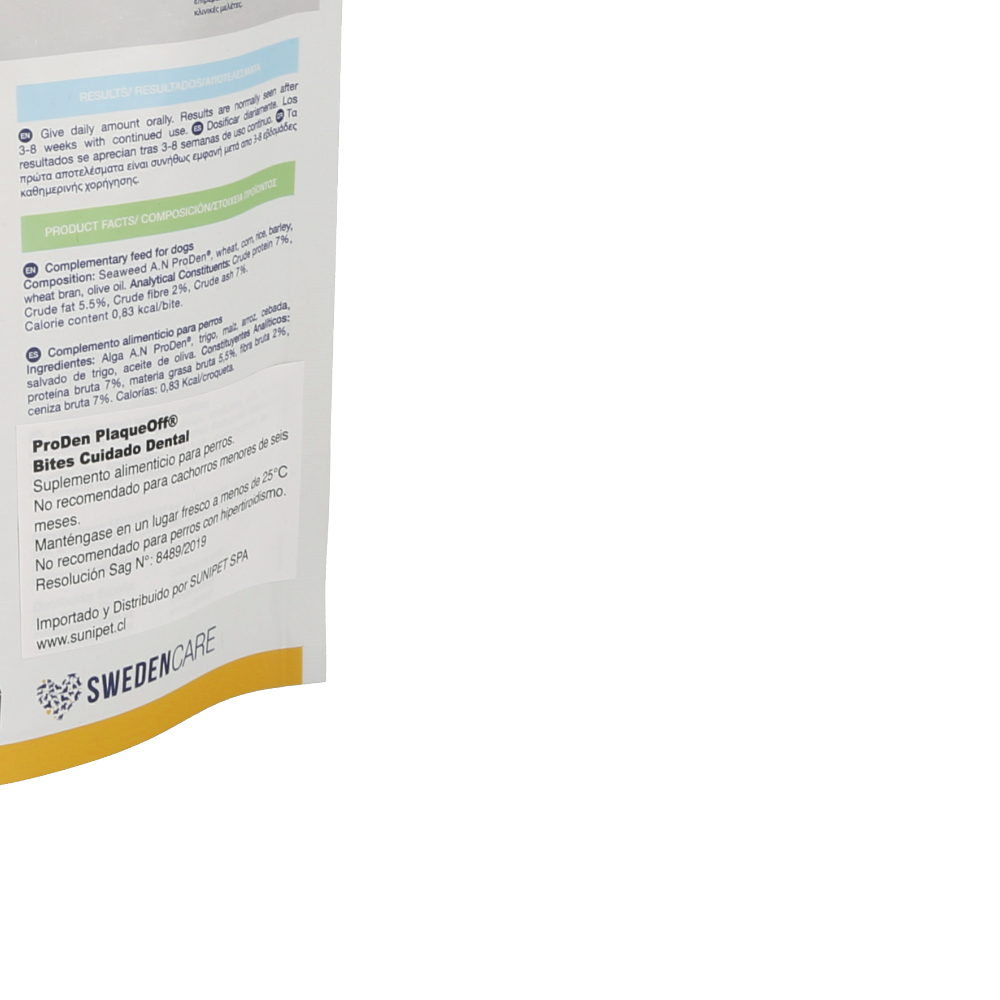 κλινικές μελέτες.
RESULTS/ RESULTADOS/ΑΠΟΤΕΛΕΣΜΑΤΑ
EN Give daily amount orally. Results are normally seen after
3-8 weeks with continued use. ES Dosificar diariamente. Los
resultados se aprecian tras 3-8 semanas de uso continuo. Τα
πρώτα αποτελέσματα είναι συνήθως εμφανή μετά απο 3-8 εβδομάδες
καθημερινής χορήγησης.
PRODUCT FACTS/ COMPOSICIÓN/ΣΤΟΙΧΕΙΑ ΠΡΟΪΟΝΤΟΣ
EN Complementary feed for dogs
Composition: Seaweed A.N ProDen®, wheat, corn, rice, barley,
wheat bran, olive oil. Analytical Constituents: Crude protein 7%,
Crude fat 5.5%, Crude fibre 2%, Crude ash 7%.
Calorie content 0,83 kcal/bite.
ES Complemento alimenticio para perros
Ingredientes: Alga A.N ProDen®, trigo, maíz, arroz, cebada,
salvado de trigo, aceite de oliva. Constituyentes Analíticos:
proteína bruta 7%, materia grasa bruta 5,5%, fibra bruta 2%,
ceniza bruta 7%. Calorías: 0,83 Kcal/croqueta.
ProDen PlaqueOff®
Bites Cuidado Dental
Suplemento alimenticio para perros.
No recomendado para cachorros menores de seis
meses.
Manténgase en un lugar fresco a menos de 25°C
No recomendado para perros con hipertiroidismo.
Resolución Sag N°: 8489/2019
Importado y Distribuido por SUNIPET SPA
www.sunipet.cl
SWEDENCARE